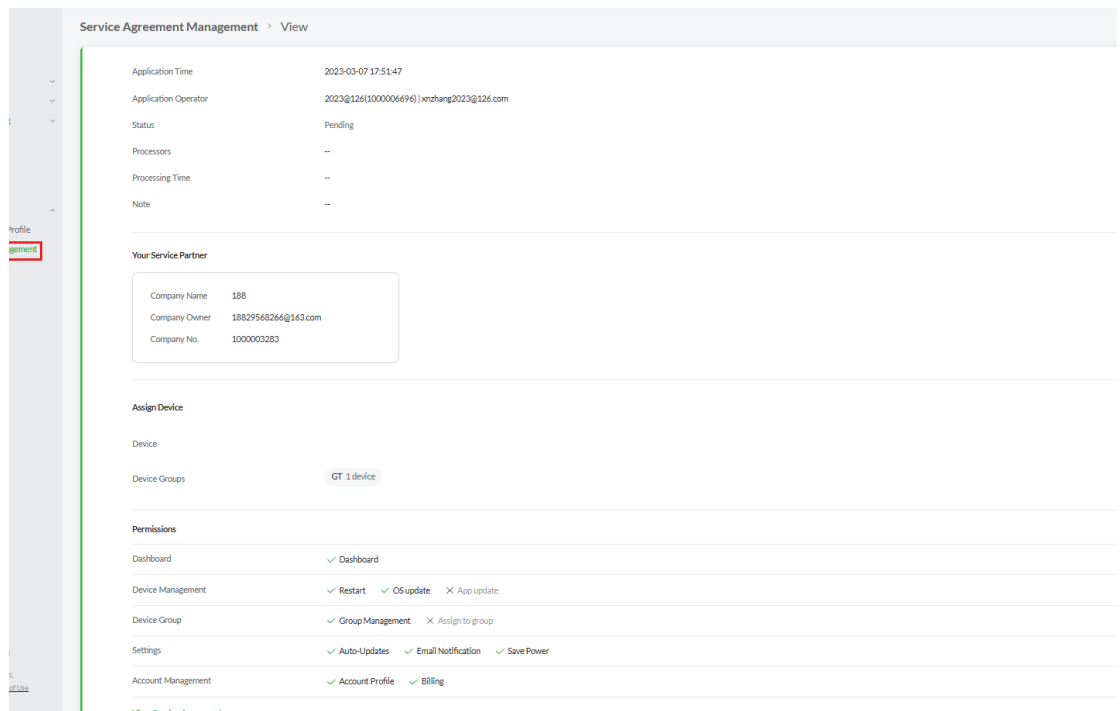 Service Agreement Management > View
Application Time 2023-03-07 17:51:47
Application Operator 2023@126(1000006696) | xnzhang2023@126.com
Status Pending
Processors --
Processing Time --
Note --
Profile
gement
Your Service Partner
Company Name 188
Company Owner 18829568266@163.com
Company No. 1000003283
Assign Device
Device
Device Groups GT 1 device
Permissions
Dashboard Dashboard
Device Management Restart OS update App update
Device Group Group Management Assign to group
Settings Auto-Updates Email Notification Save Power
Account Management Account Profile Billing
of Use